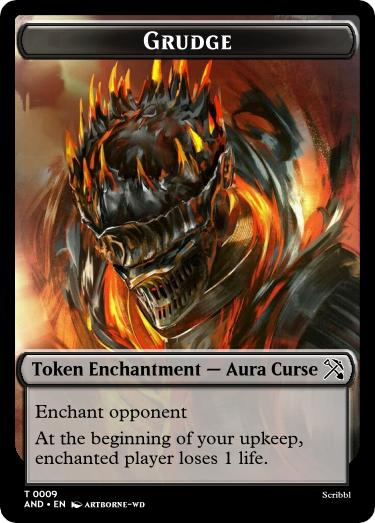 GRUDGE
Token Enchantment — Aura Curse
Enchant opponent
At the beginning of your upkeep,
enchanted player loses 1 life.
T 0009
Scribbl
AND • EN ARTBORNE-WD